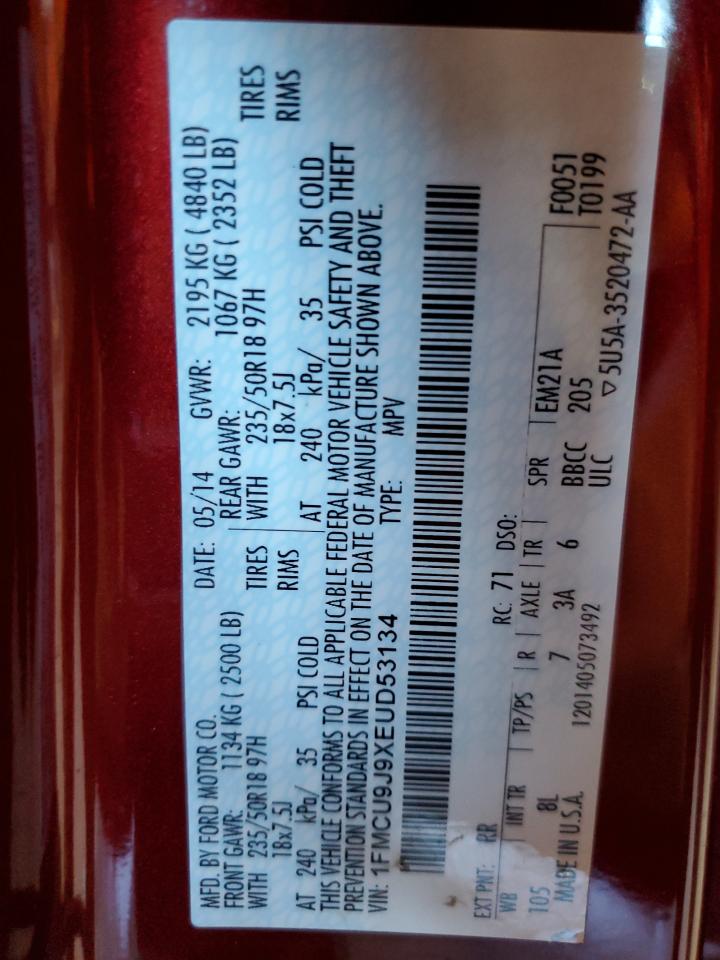 MFD. BY FORD MOTOR CO. DATE: 05/14 GVWR: 2195 KG ( 4840 LB)
FRONT GAWR: 1134 KG ( 2500 LB) REAR GAWR: 1067 KG ( 2352 LB)
WITH 235/50R18 97H TIRES WITH 235/50R18 97H TIRES
18x7.5J RIMS 18x7.5J RIMS
AT 240 kPa/ 35 PSI COLD AT 240 kPa/ 35 PSI COLD
THIS VEHICLE CONFORMS TO ALL APPLICABLE FEDERAL MOTOR VEHICLE SAFETY AND THEFT
PREVENTION STANDARDS IN EFFECT ON THE DATE OF MANUFACTURE SHOWN ABOVE.
VIN: 1FMCU9J9XEUD53134 TYPE: MPV
EXT PNT: RR RC: 71 DSO:
WB INT TR TP/PS R AXLE TR SPR EM21A F0051
105 8L 7 3A 6 BBCC 205 T0199
MADE IN U.S.A. 1201405073492 ULC ▽5U5A-3520472-AA